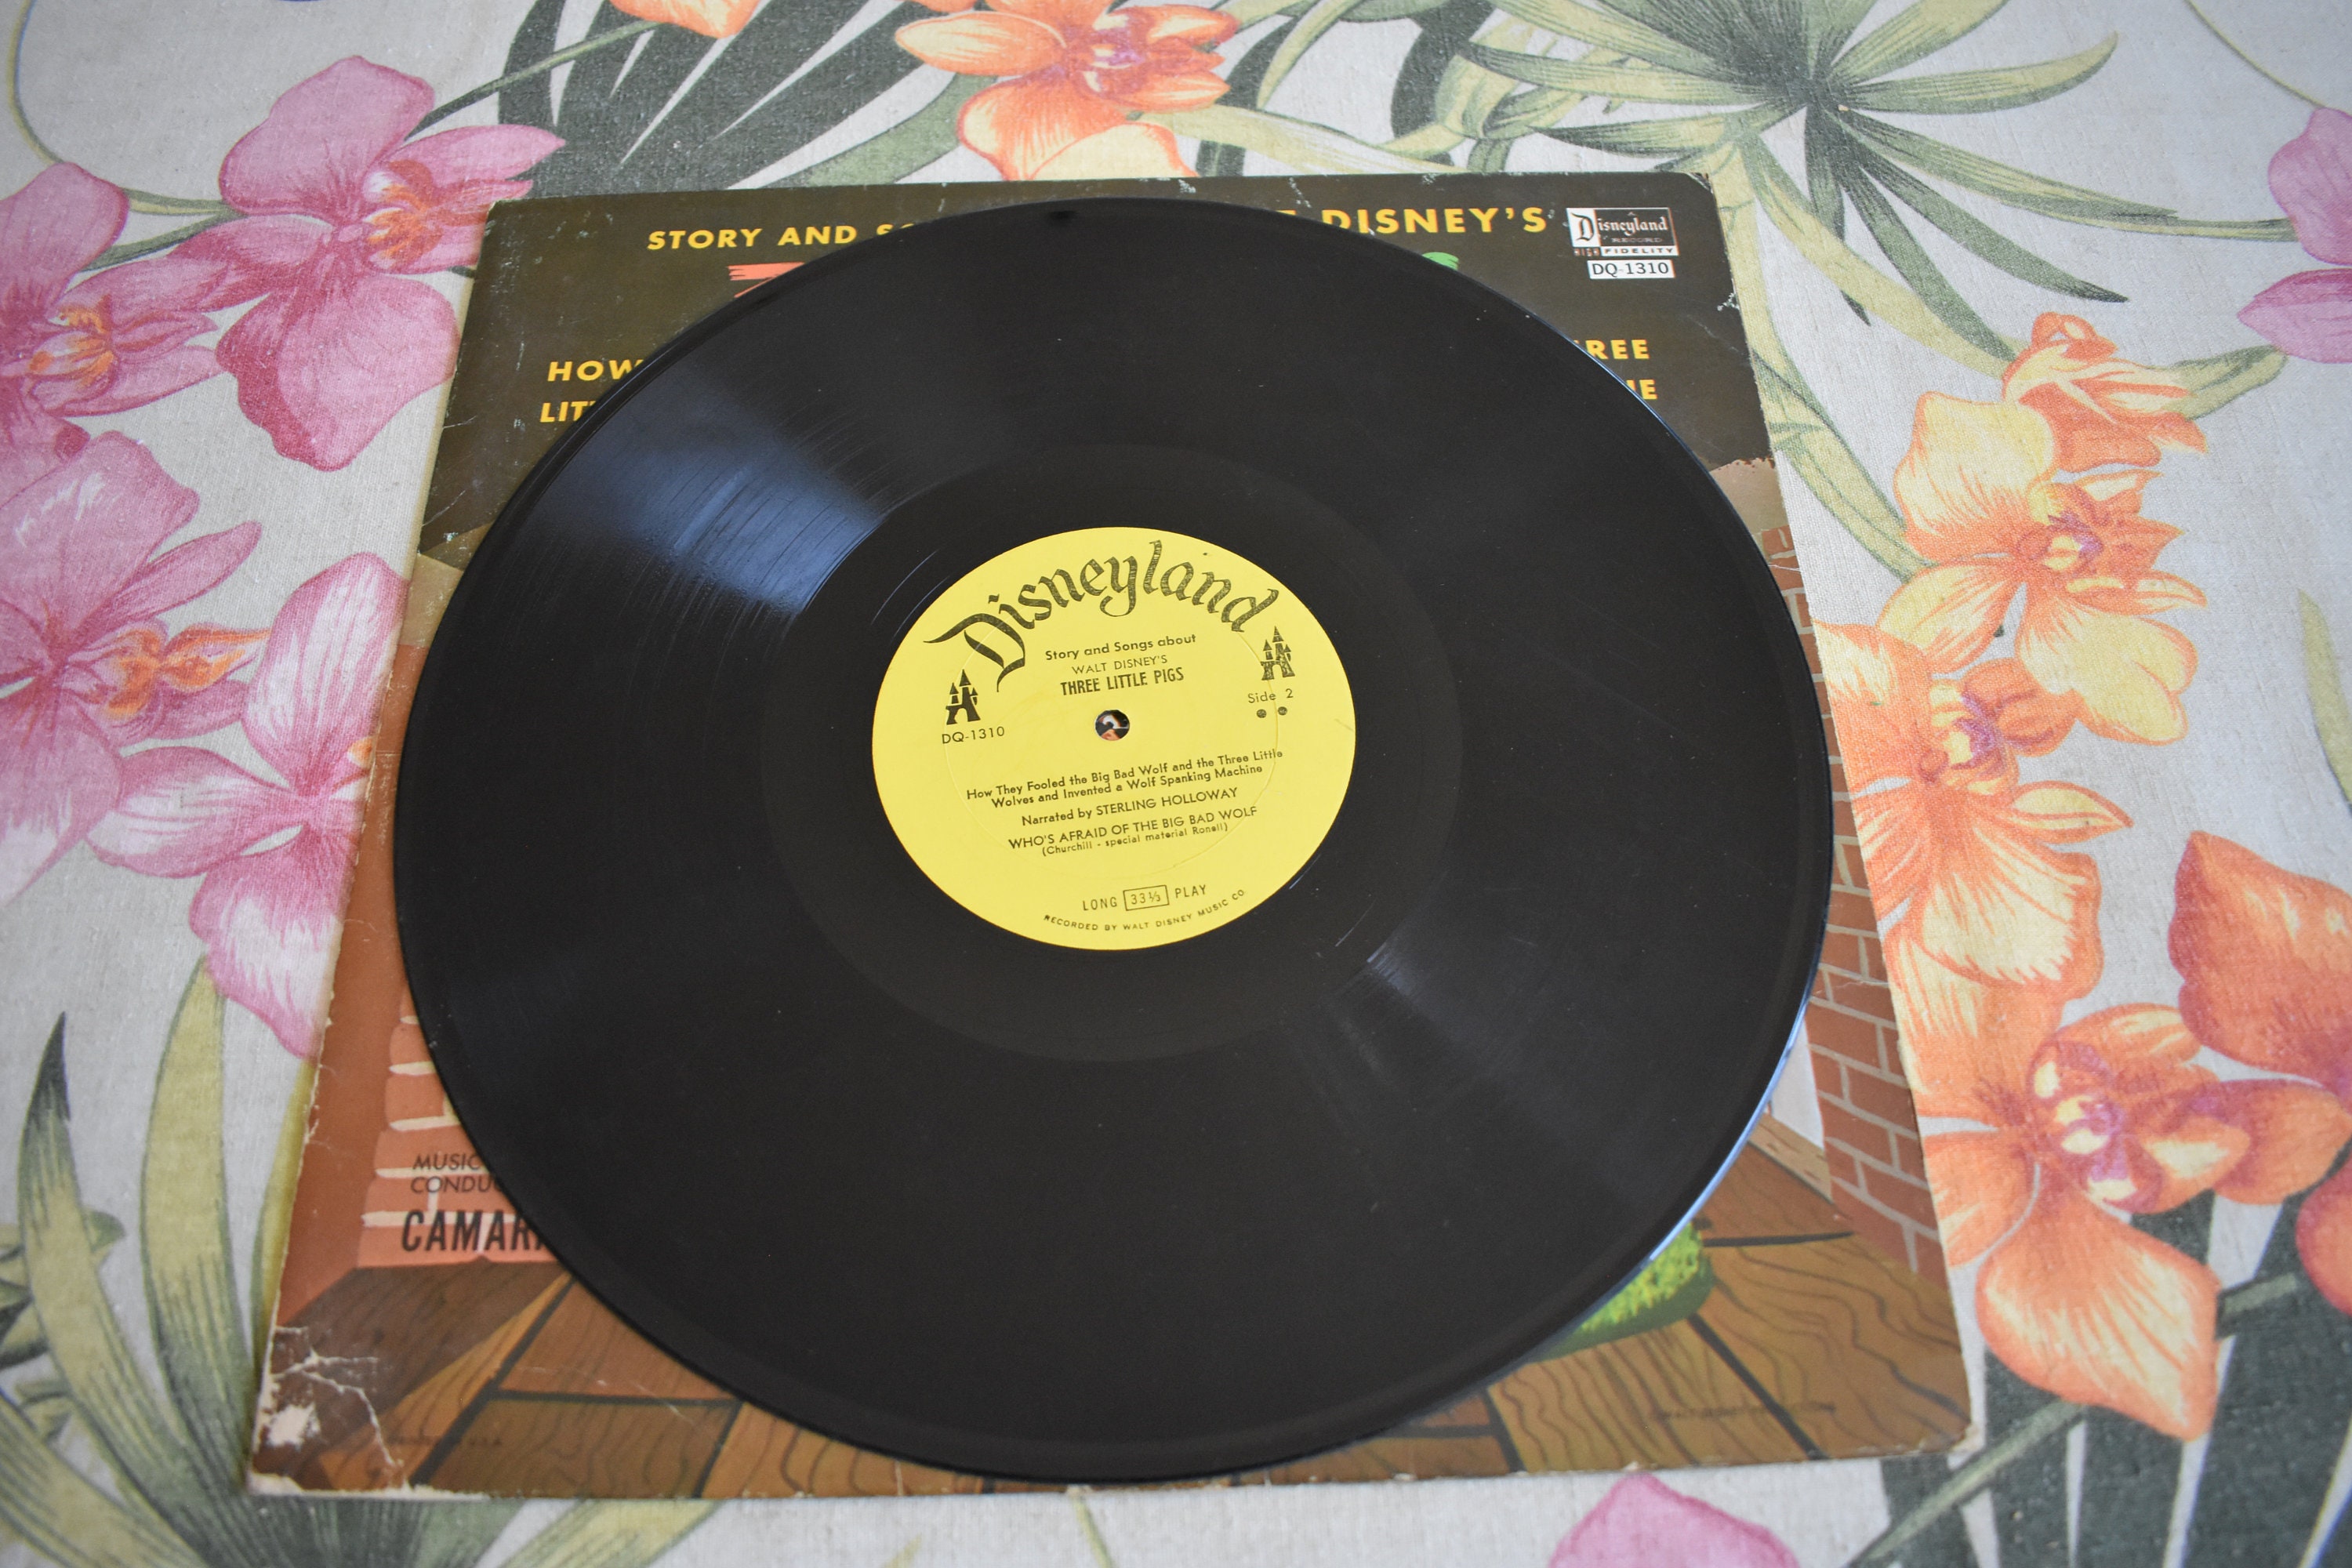 STORY AND
DISNEY'S
Disneyland
RECORD
HIGH FIDELITY
DQ-1310
HOW
Disneyland
Story and Songs about
WALT DISNEY'S
THREE LITTLE PIGS
Side 2
DQ-1310
How They Fooled the Big Bad Wolf and the Three Little
Wolves and Invented a Wolf Spanking Machine
Narrated by STERLING HOLLOWAY
WHO'S AFRAID OF THE BIG BAD WOLF
(Churchill - special material Ronell)
LONG 33⅓ PLAY
RECORDED BY WALT DISNEY MUSIC CO
MUSIC
CONDU
CAMAR